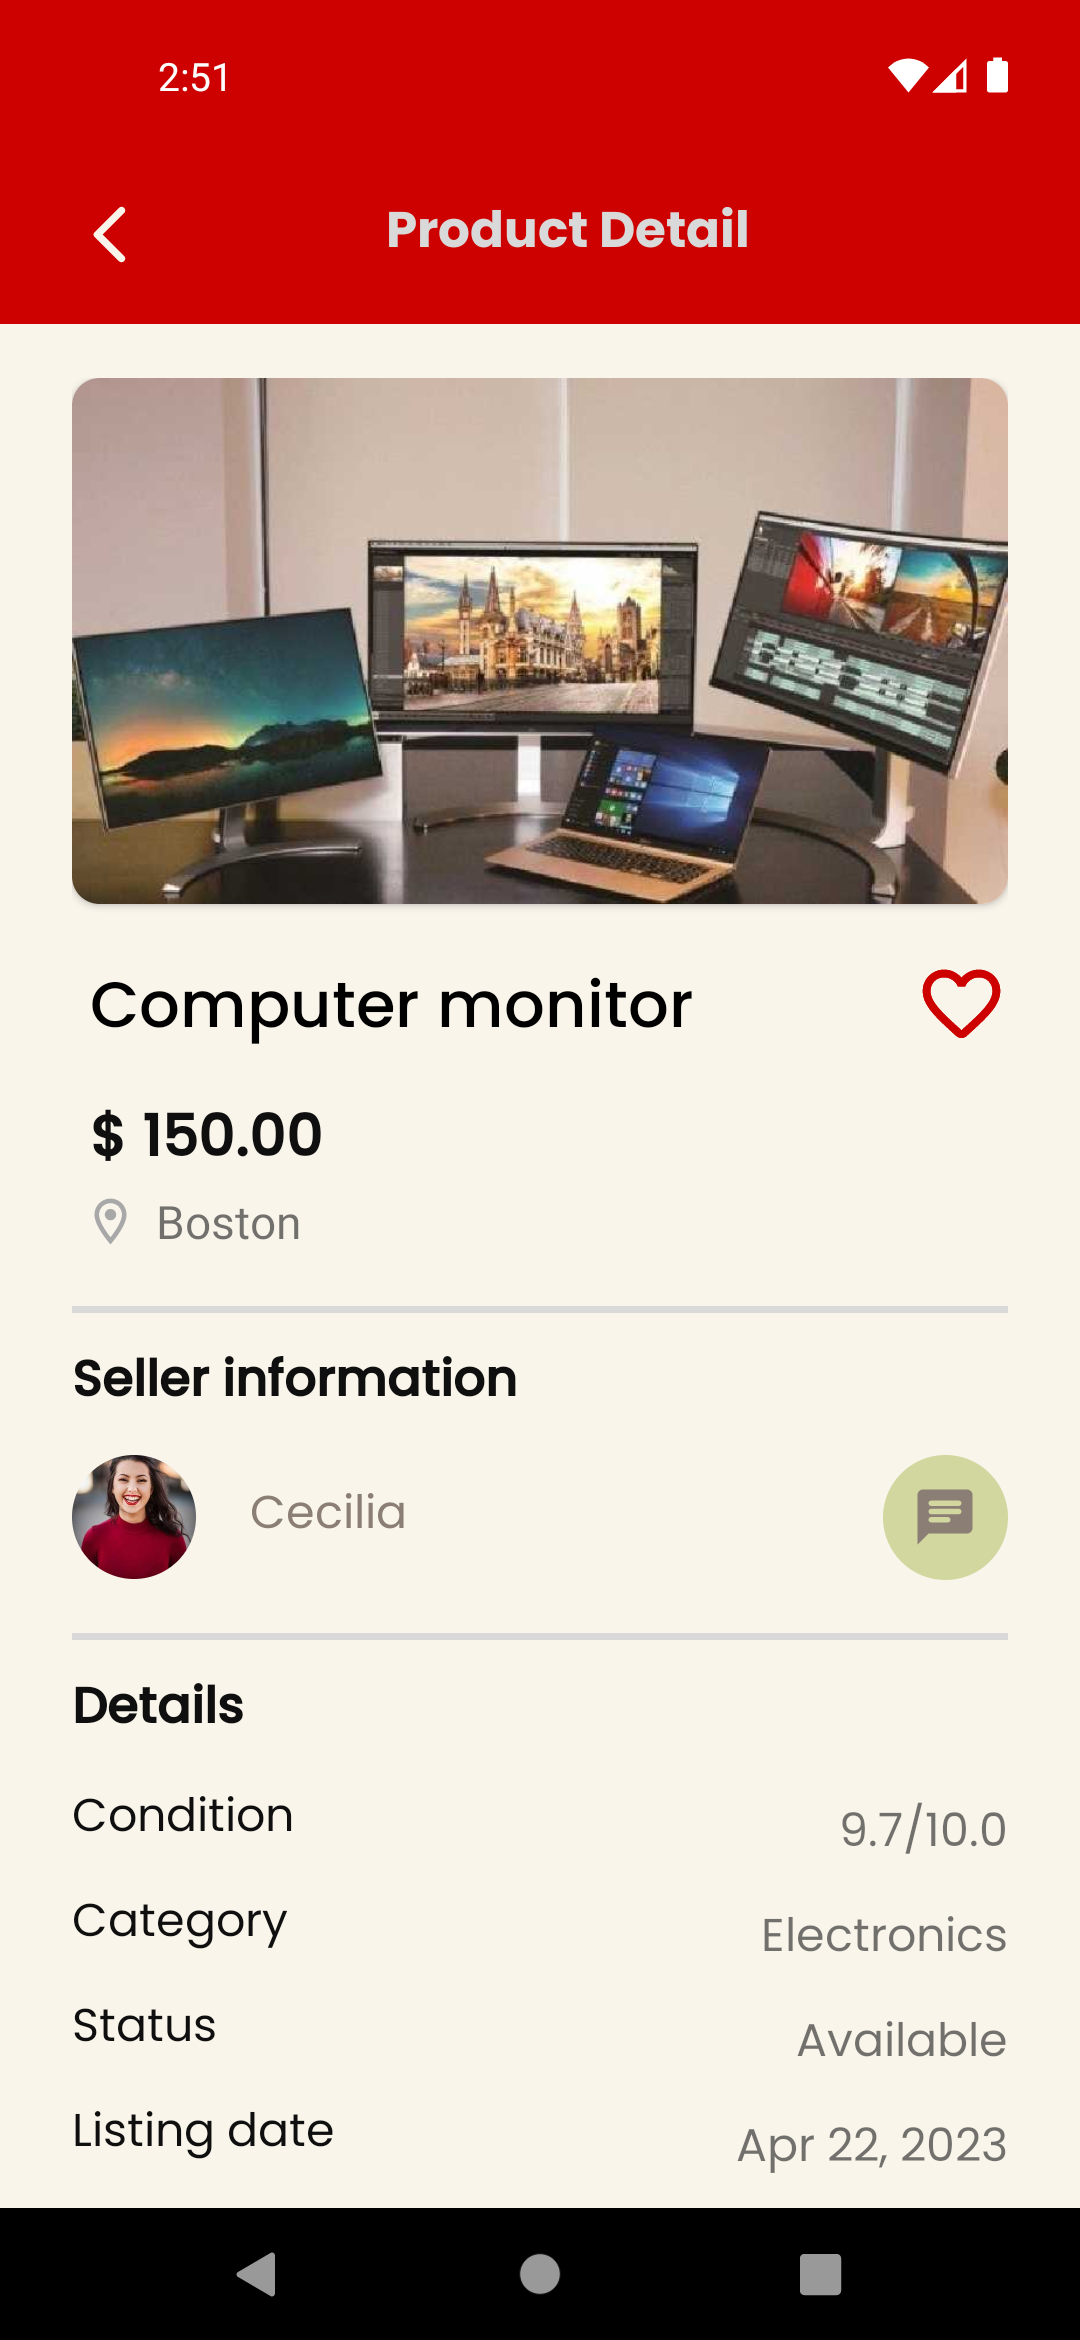 2:51
Product Detail
Computer monitor
$ 150.00
Boston
Seller information
Cecilia
Details
Condition
9.7/10.0
Category
Electronics
Status
Available
Listing date
Apr 22, 2023